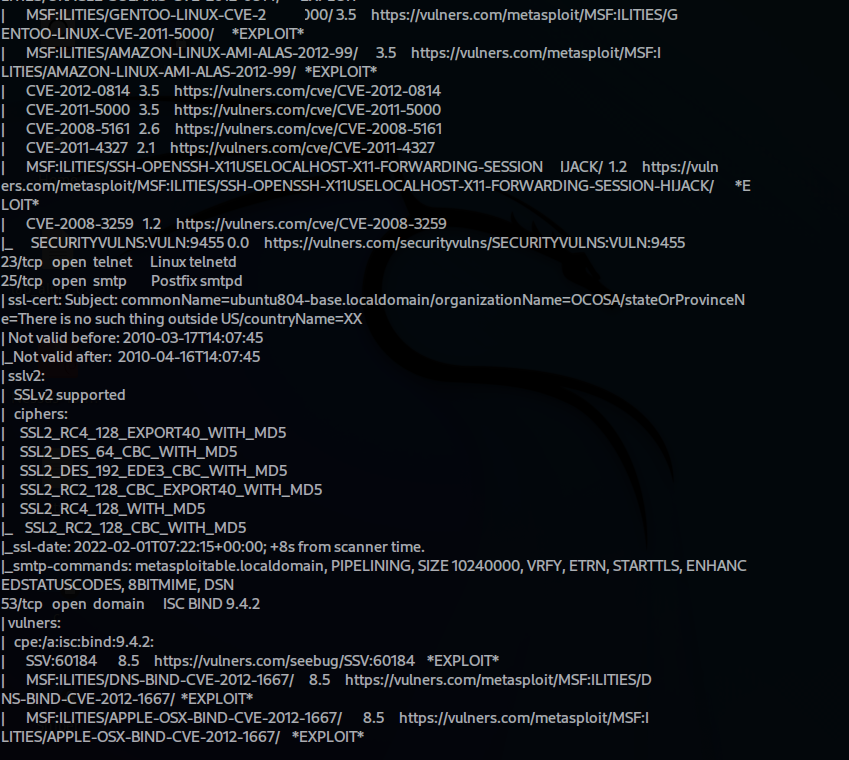 |      MSF:ILITIES/GENTOO-LINUX-CVE-2 000/ 3.5    https://vulners.com/metasploit/MSF:ILITIES/G
ENTOO-LINUX-CVE-2011-5000/    *EXPLOIT*
|      MSF:ILITIES/AMAZON-LINUX-AMI-ALAS-2012-99/    3.5    https://vulners.com/metasploit/MSF:I
LITIES/AMAZON-LINUX-AMI-ALAS-2012-99/  *EXPLOIT*
|      CVE-2012-0814  3.5    https://vulners.com/cve/CVE-2012-0814
|      CVE-2011-5000  3.5    https://vulners.com/cve/CVE-2011-5000
|      CVE-2008-5161  2.6    https://vulners.com/cve/CVE-2008-5161
|      CVE-2011-4327  2.1    https://vulners.com/cve/CVE-2011-4327
|      MSF:ILITIES/SSH-OPENSSH-X11USELOCALHOST-X11-FORWARDING-SESSION IJACK/  1.2    https://vuln
ers.com/metasploit/MSF:ILITIES/SSH-OPENSSH-X11USELOCALHOST-X11-FORWARDING-SESSION-HIJACK/    *E
LOIT*
|      CVE-2008-3259  1.2    https://vulners.com/cve/CVE-2008-3259
|_     SECURITYVULNS:VULN:9455 0.0    https://vulners.com/securityvulns/SECURITYVULNS:VULN:9455
23/tcp  open  telnet    Linux telnetd
25/tcp  open  smtp      Postfix smtpd
| ssl-cert: Subject: commonName=ubuntu804-base.localdomain/organizationName=OCOSA/stateOrProvinceN
e=There is no such thing outside US/countryName=XX
| Not valid before: 2010-03-17T14:07:45
|_Not valid after:  2010-04-16T14:07:45
| sslv2:
|  SSLv2 supported
|  ciphers:
|    SSL2_RC4_128_EXPORT40_WITH_MD5
|    SSL2_DES_64_CBC_WITH_MD5
|    SSL2_DES_192_EDE3_CBC_WITH_MD5
|    SSL2_RC2_128_CBC_EXPORT40_WITH_MD5
|    SSL2_RC4_128_WITH_MD5
|_   SSL2_RC2_128_CBC_WITH_MD5
|_ssl-date: 2022-02-01T07:22:15+00:00; +8s from scanner time.
|_smtp-commands: metasploitable.localdomain, PIPELINING, SIZE 10240000, VRFY, ETRN, STARTTLS, ENHANC
EDSTATUSCODES, 8BITMIME, DSN
53/tcp  open  domain    ISC BIND 9.4.2
| vulners:
|  cpe:/a:isc:bind:9.4.2:
|      SSV:60184     8.5    https://vulners.com/seebug/SSV:60184   *EXPLOIT*
|      MSF:ILITIES/DNS-BIND-CVE-2012-1667/    8.5    https://vulners.com/metasploit/MSF:ILITIES/D
NS-BIND-CVE-2012-1667/  *EXPLOIT*
|      MSF:ILITIES/APPLE-OSX-BIND-CVE-2012-1667/     8.5    https://vulners.com/metasploit/MSF:I
LITIES/APPLE-OSX-BIND-CVE-2012-1667/   *EXPLOIT*